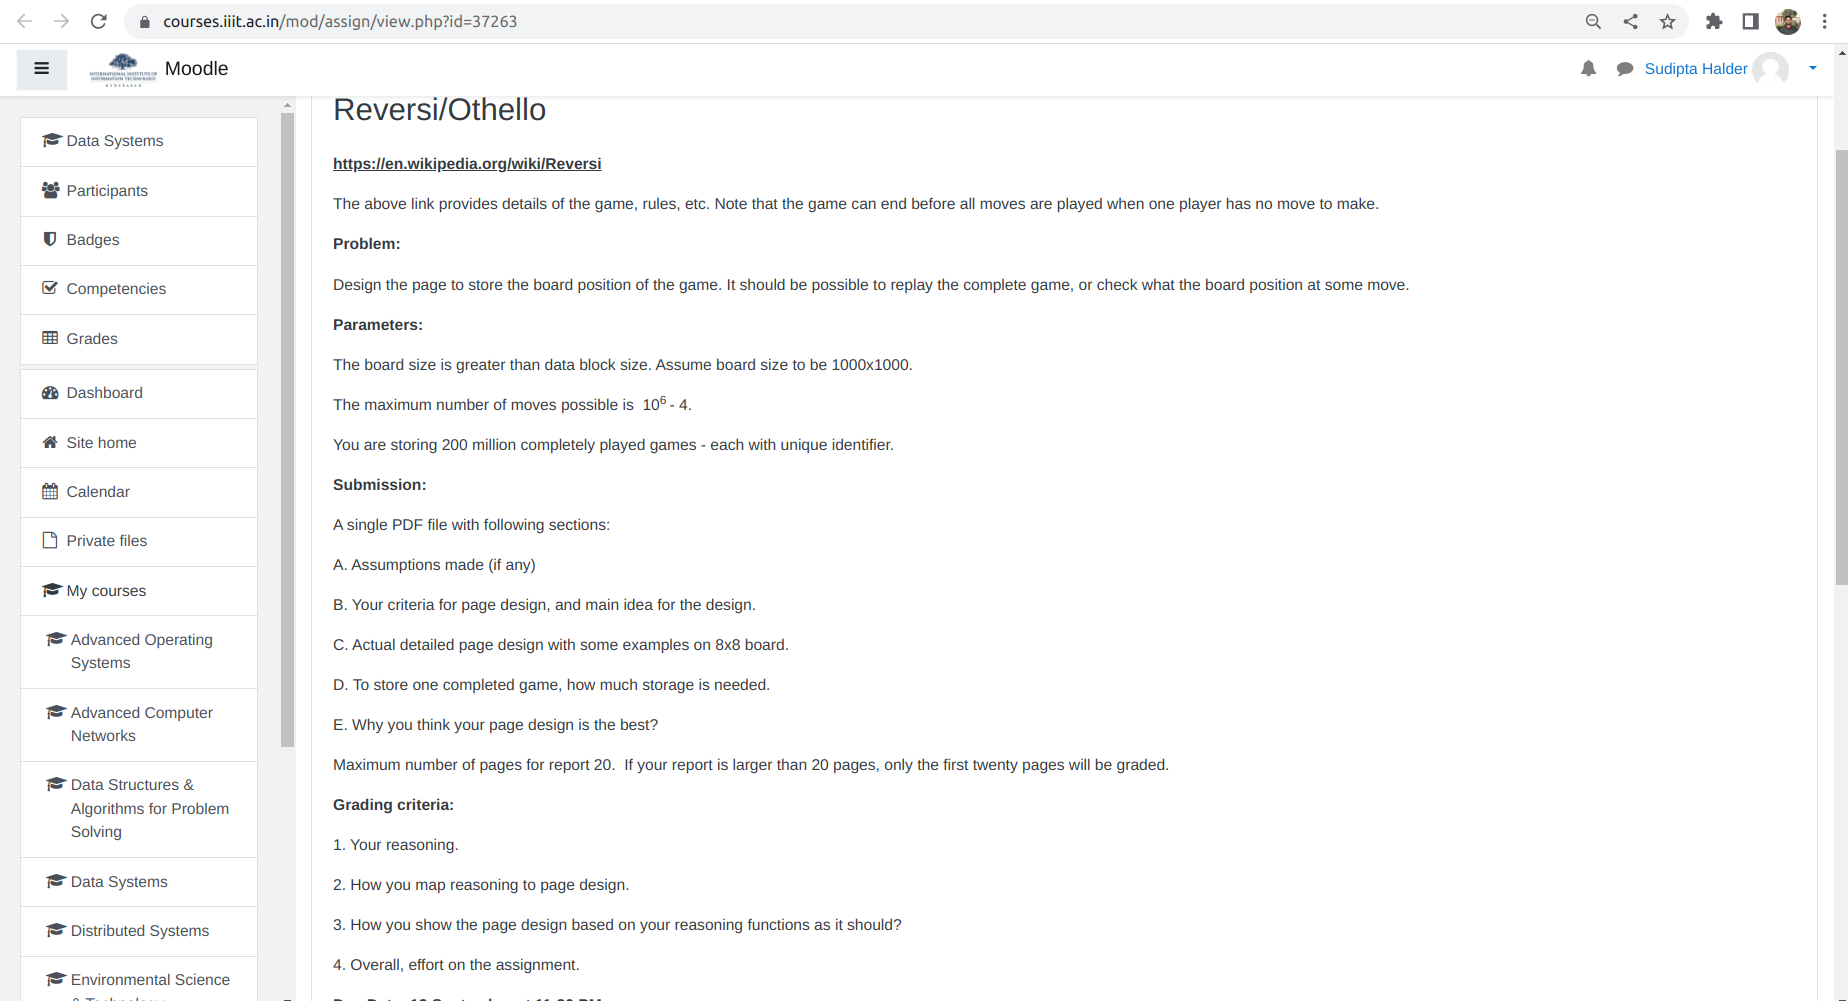 courses.iiit.ac.in/mod/assign/view.php?id=37263
INTERNATIONAL INSTITUTE OF
INFORMATION TECHNOLOGY
HYDERABAD
Moodle
Sudipta Halder
Data Systems
Participants
Badges
Competencies
Grades
Dashboard
Site home
Calendar
Private files
My courses
Advanced Operating
Systems
Advanced Computer
Networks
Data Structures &
Algorithms for Problem
Solving
Data Systems
Distributed Systems
Environmental Science
& Technology
Reversi/Othello
https://en.wikipedia.org/wiki/Reversi
The above link provides details of the game, rules, etc. Note that the game can end before all moves are played when one player has no move to make.
Problem:
Design the page to store the board position of the game. It should be possible to replay the complete game, or check what the board position at some move.
Parameters:
The board size is greater than data block size. Assume board size to be 1000x1000.
The maximum number of moves possible is 10⁶ - 4.
You are storing 200 million completely played games - each with unique identifier.
Submission:
A single PDF file with following sections:
A. Assumptions made (if any)
B. Your criteria for page design, and main idea for the design.
C. Actual detailed page design with some examples on 8x8 board.
D. To store one completed game, how much storage is needed.
E. Why you think your page design is the best?
Maximum number of pages for report 20. If your report is larger than 20 pages, only the first twenty pages will be graded.
Grading criteria:
1. Your reasoning.
2. How you map reasoning to page design.
3. How you show the page design based on your reasoning functions as it should?
4. Overall, effort on the assignment.